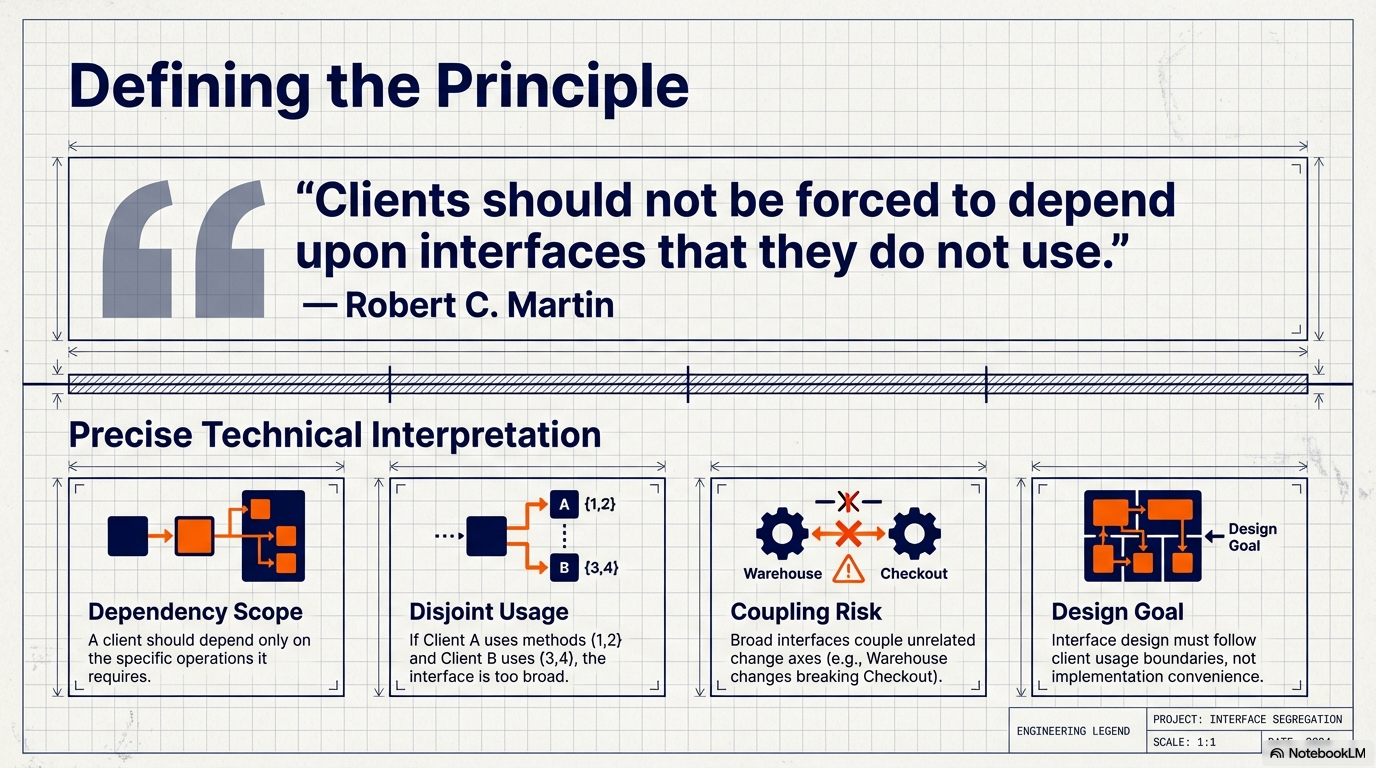 Defining the Principle
“Clients should not be forced to depend
upon interfaces that they do not use.”
— Robert C. Martin
Precise Technical Interpretation
Dependency Scope
A client should depend only on
the specific operations it
requires.
A {1,2}
B {3,4}
Disjoint Usage
If Client A uses methods (1,2}
and Client B uses (3,4), the
interface is too broad.
Warehouse
Checkout
Coupling Risk
Broad interfaces couple unrelated
change axes (e.g., Warehouse
changes breaking Checkout).
Design
Goal
Design Goal
Interface design must follow
client usage boundaries, not
implementation convenience.
ENGINEERING LEGEND
PROJECT: INTERFACE SEGREGATION
SCALE: 1:1
NotebookLM